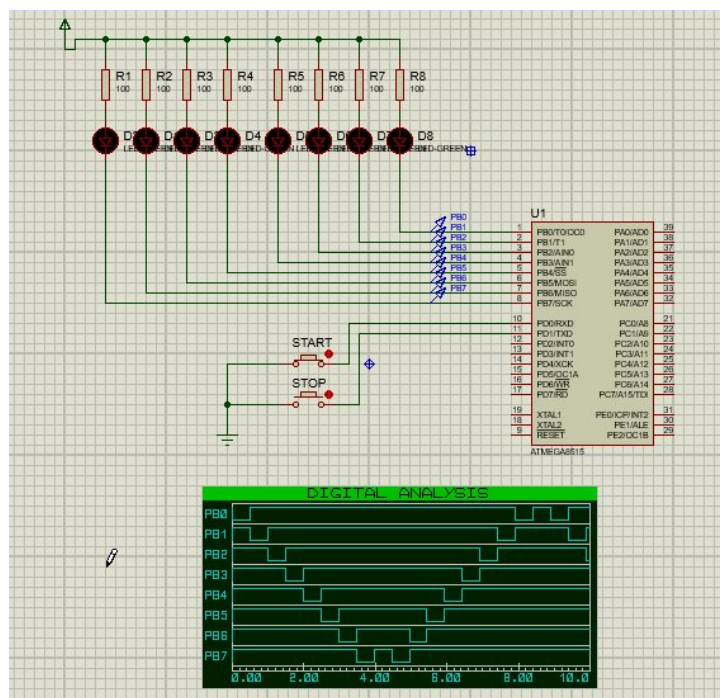 R1 R2 R3 R4 R5 R6 R7 R8
100 100 100 100 100 100 100 100
D4 D8
PB0
PB1
PB2
PB3
PB4
PB5
PB6
PB7
U1
1 PB0/T0/OC0 PA0/AD0 39
2 PB1/T1 PA1/AD1 38
3 PB2/AIN0 PA2/AD2 37
4 PB3/AIN1 PA3/AD3 36
5 PB4/SS PA4/AD4 35
6 PB5/MOSI PA5/AD5 34
7 PB6/MISO PA6/AD6 33
8 PB7/SCK PA7/AD7 32
10 PD0/RXD PC0/A8 21
11 PD1/TXD PC1/A9 22
12 PD2/INT0 PC2/A10 23
13 PD3/INT1 PC3/A11 24
14 PD4/XCK PC4/A12 25
15 PD5/OC1A PC5/A13 26
16 PD6/WR PC6/A14 27
17 PD7/RD PC7/A15/TDI 28
19 XTAL1 PE0/ICP/INT2 31
18 XTAL2 PE1/ALE 30
9 RESET PE2/OC1B 29
ATMEGA8515
START
STOP
DIGITAL ANALYSIS
PB0
PB1
PB2
PB3
PB4
PB5
PB6
PB7
0.00 2.00 4.00 6.00 8.00 10.0